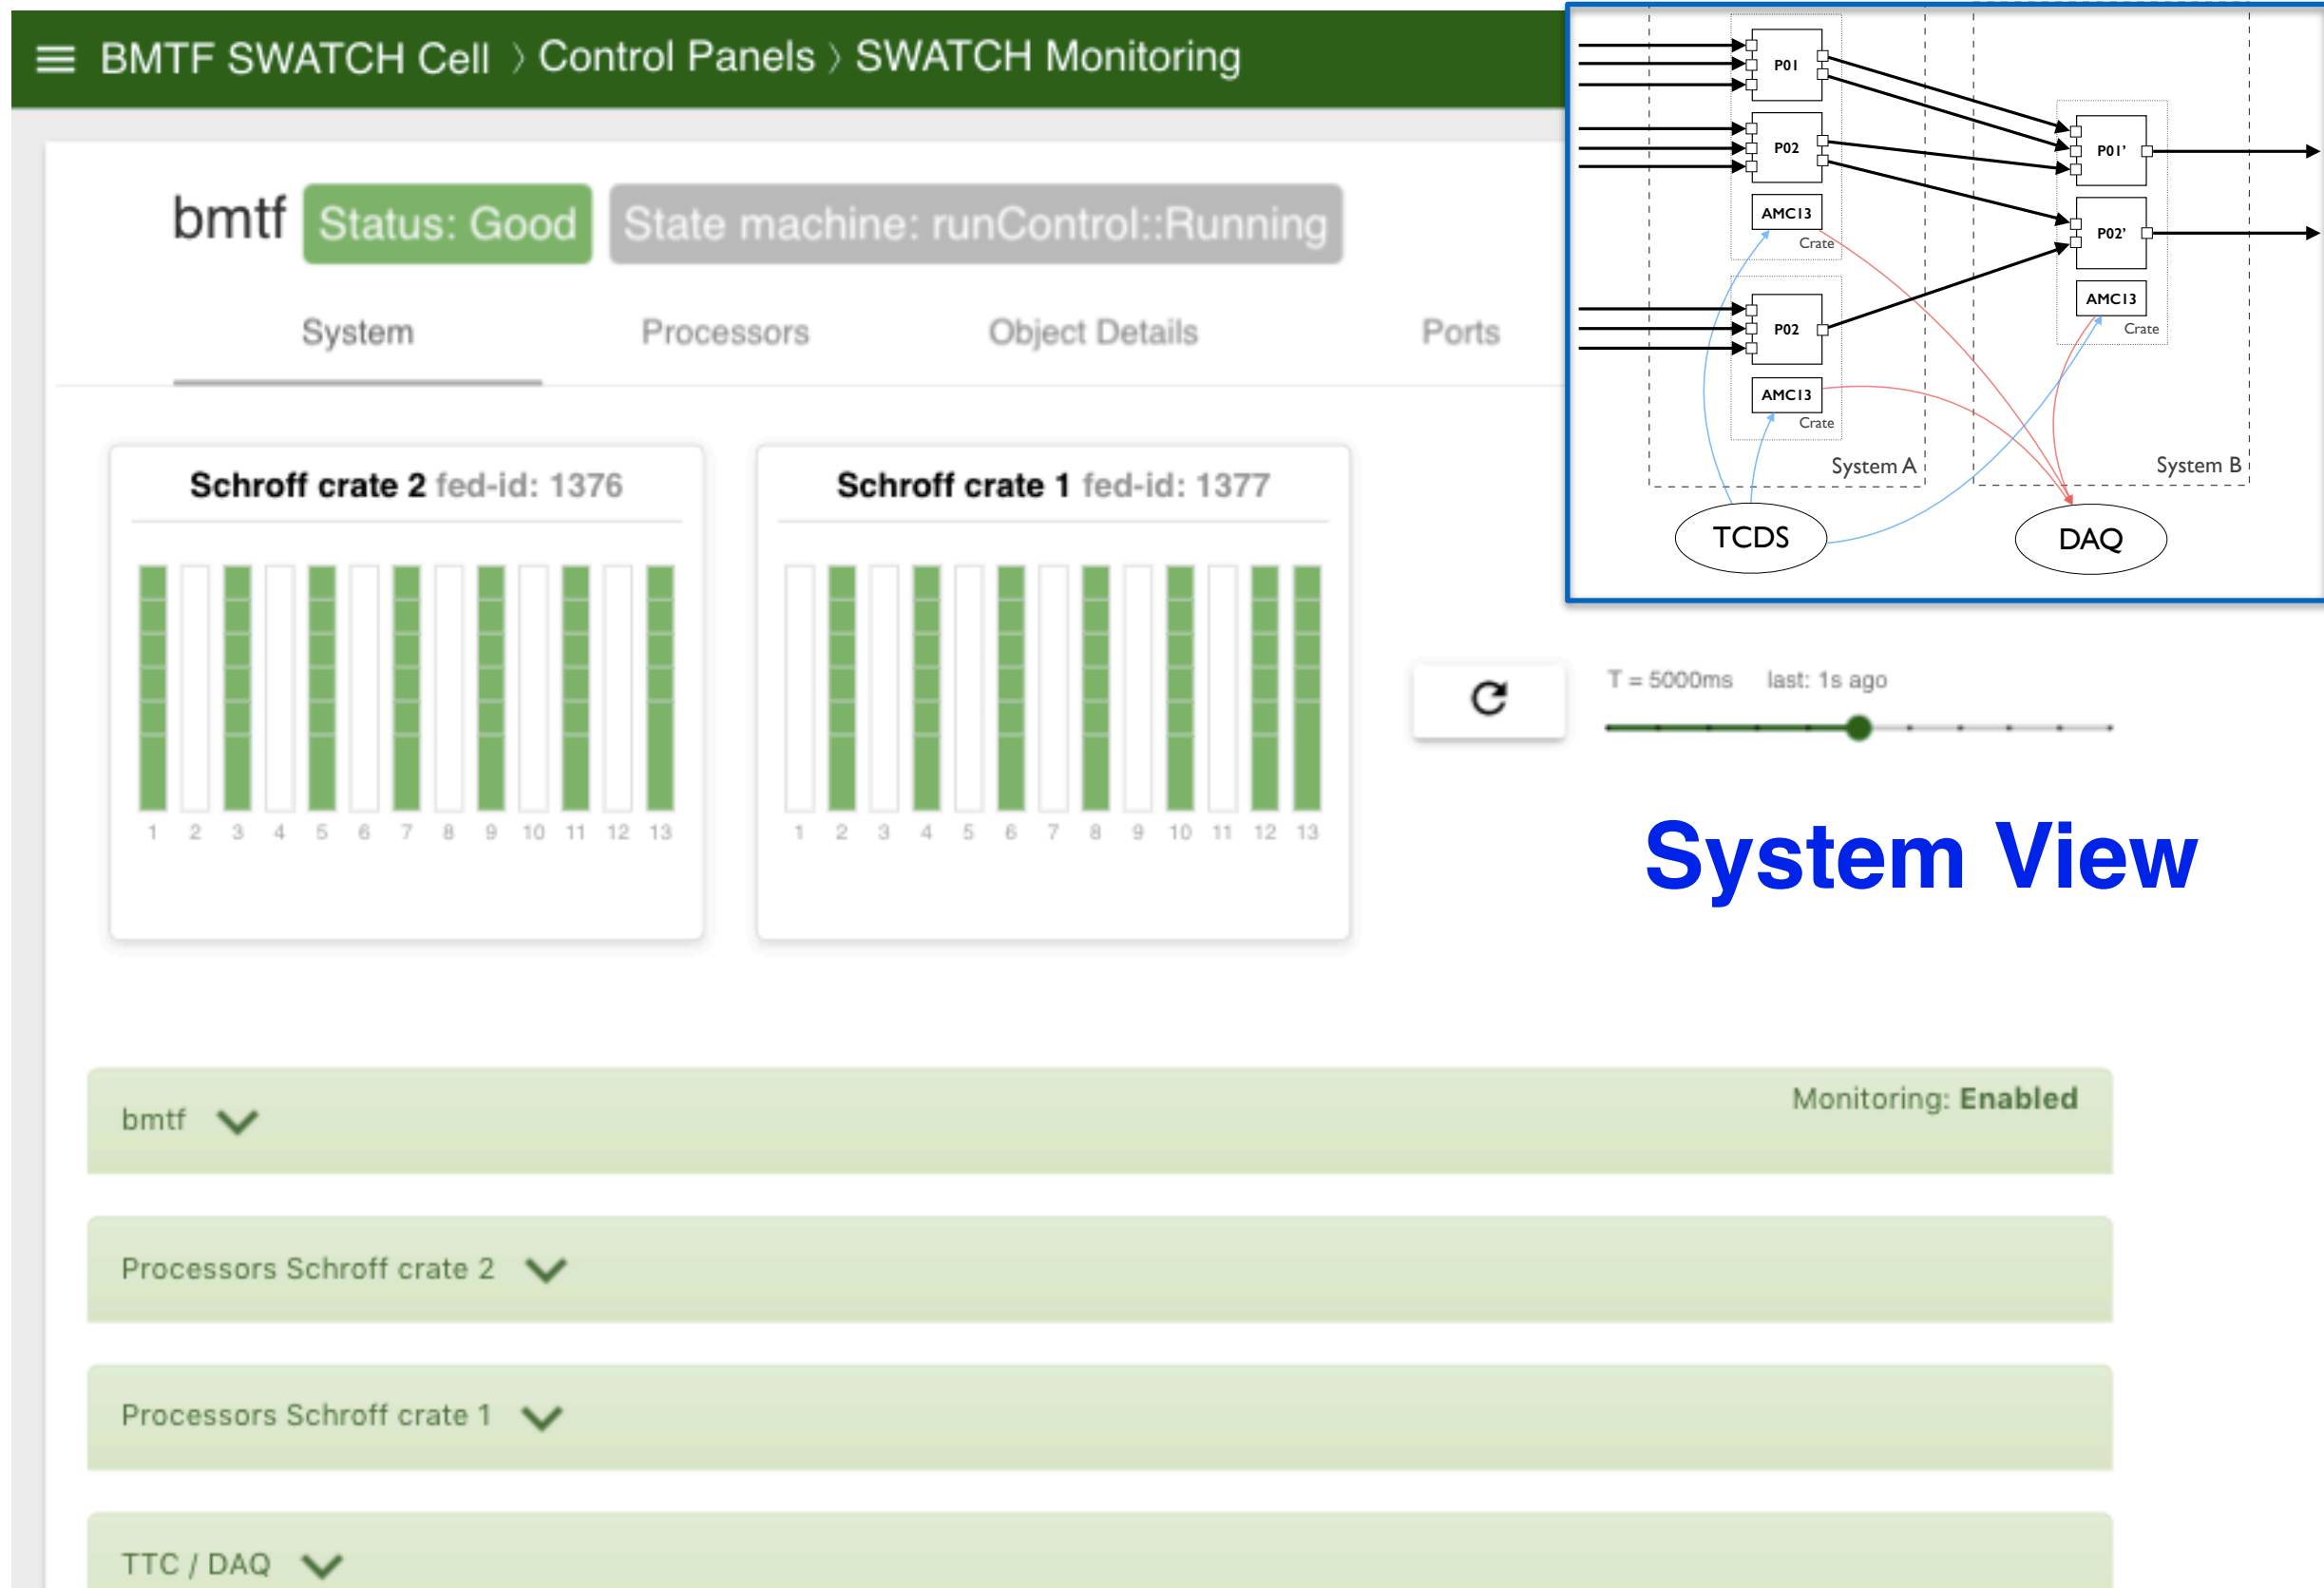 BMTF SWATCH Cell 〉Control Panels 〉SWATCH Monitoring
bmtf Status: Good State machine: runControl::Running
System Processors Object Details Ports
Schroff crate 2 fed-id: 1376
1 2 3 4 5 6 7 8 9 10 11 12 13
Schroff crate 1 fed-id: 1377
1 2 3 4 5 6 7 8 9 10 11 12 13
P01
P02
AMC13
Crate
P02
AMC13
Crate
System A
P01'
P02'
AMC13
Crate
System B
TCDS
DAQ
T = 5000ms last: 1s ago
System View
bmtf
Monitoring: Enabled
Processors Schroff crate 2
Processors Schroff crate 1
TTC / DAQ